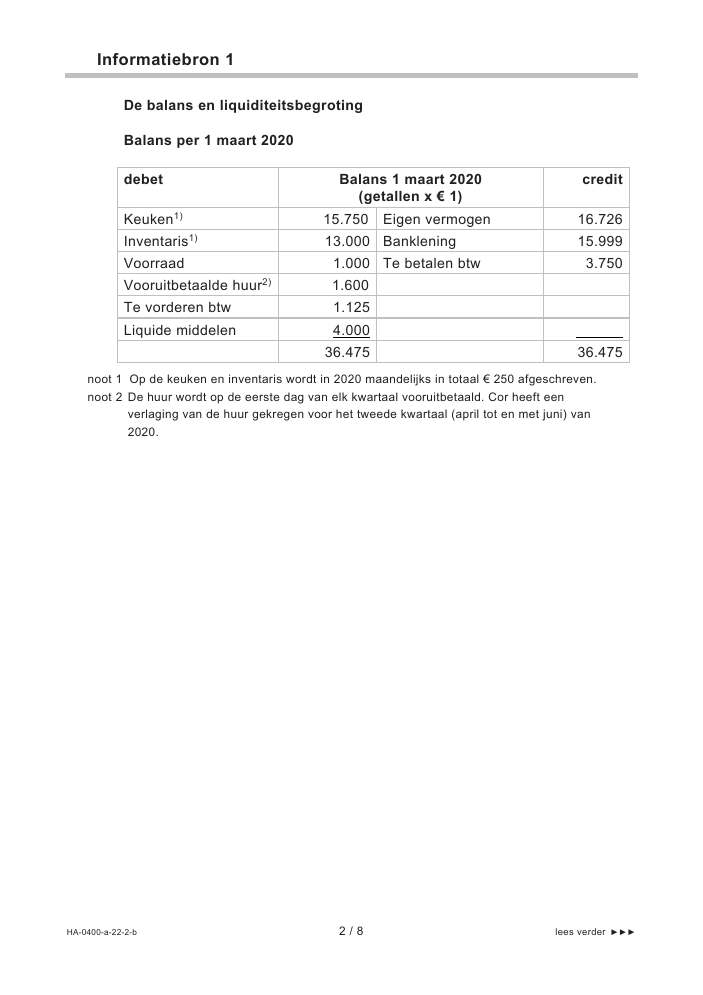 Informatiebron 1
De balans en liquiditeitsbegroting
Balans per 1 maart 2020
debet Balans 1 maart 2020 credit
(getallen x € 1)
Keuken1) 15.750 Eigen vermogen 16.726
Inventaris1) 13.000 Banklening 15.999
Voorraad 1.000 Te betalen btw 3.750
Vooruitbetaalde huur2) 1.600
Te vorderen btw 1.125
Liquide middelen 4.000
36.475 36.475
noot 1 Op de keuken en inventaris wordt in 2020 maandelijks in totaal € 250 afgeschreven.
noot 2 De huur wordt op de eerste dag van elk kwartaal vooruitbetaald. Cor heeft een
verlaging van de huur gekregen voor het tweede kwartaal (april tot en met juni) van
2020.
HA-0400-a-22-2-b 2 / 8 lees verder ►►►